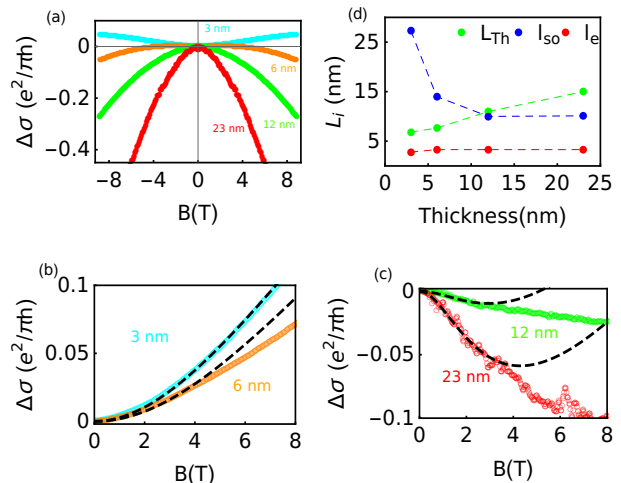 (a)
0
−0.2
−0.4
Δσ (e²/πh)
3 nm
6 nm
12 nm
23 nm
−8 −4 0 4 8
B(T)
(d)
25
15
5
L_i (nm)
L_Th l_so l_e
0 5 10 15 20 25
Thickness(nm)
(b)
0.1
0.05
0
Δσ (e²/πh)
3 nm
6 nm
0 2 4 6 8
B(T)
(c)
0
−0.05
−0.1
Δσ (e²/πh)
12 nm
23 nm
0 2 4 6 8
B(T)